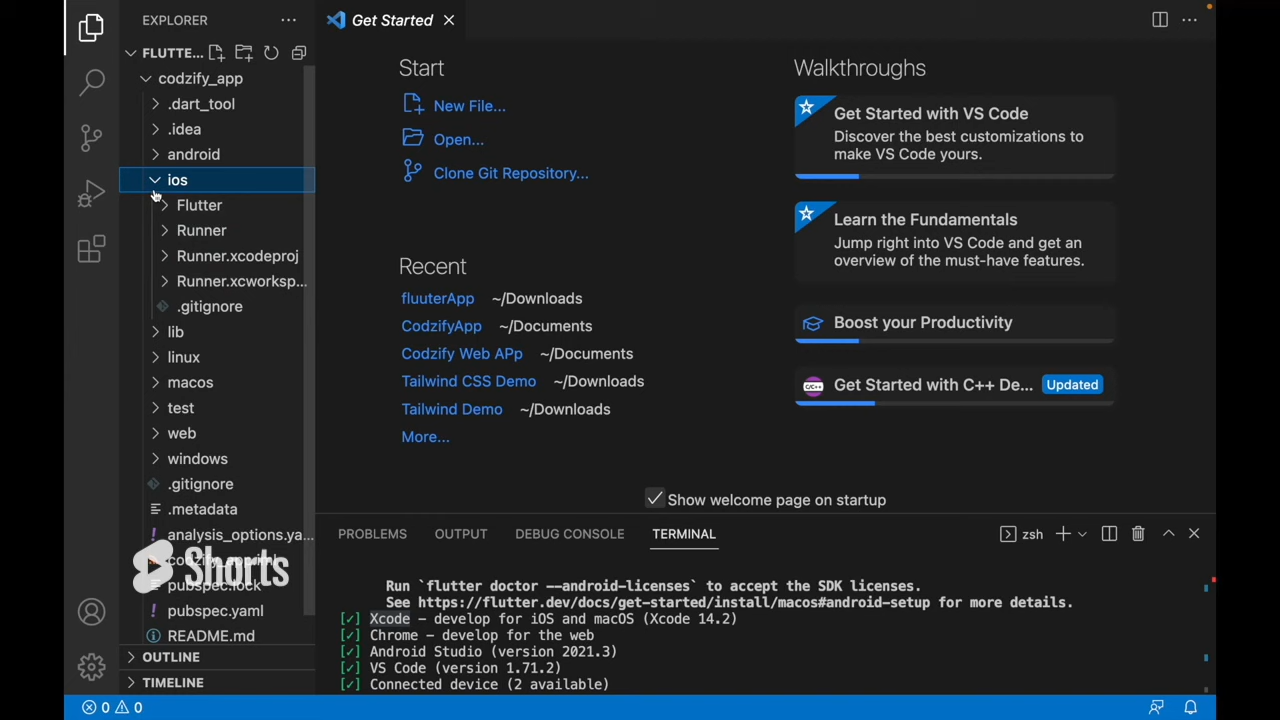 EXPLORER
FLUTTE...
codzify_app
.dart_tool
.idea
android
ios
Flutter
Runner
Runner.xcodeproj
Runner.xcworksp...
.gitignore
lib
linux
macos
test
web
windows
.gitignore
.metadata
analysis_options.ya...
codzify_app.iml
pubspec.lock
pubspec.yaml
README.md
OUTLINE
TIMELINE
Shorts
0 0
Get Started
Start
New File...
Open...
Clone Git Repository...
Recent
fluuterApp ~/Downloads
CodzifyApp ~/Documents
Codzify Web APp ~/Documents
Tailwind CSS Demo ~/Downloads
Tailwind Demo ~/Downloads
More...
Walkthroughs
Get Started with VS Code
Discover the best customizations to
make VS Code yours.
Learn the Fundamentals
Jump right into VS Code and get an
overview of the must-have features.
Boost your Productivity
C/C++ Get Started with C++ De... Updated
Show welcome page on startup
PROBLEMS OUTPUT DEBUG CONSOLE TERMINAL zsh
Run `flutter doctor --android-licenses` to accept the SDK licenses.
See https://flutter.dev/docs/get-started/install/macos#android-setup for more details.
[✓] Xcode - develop for iOS and macOS (Xcode 14.2)
[✓] Chrome - develop for the web
[✓] Android Studio (version 2021.3)
[✓] VS Code (version 1.71.2)
[✓] Connected device (2 available)